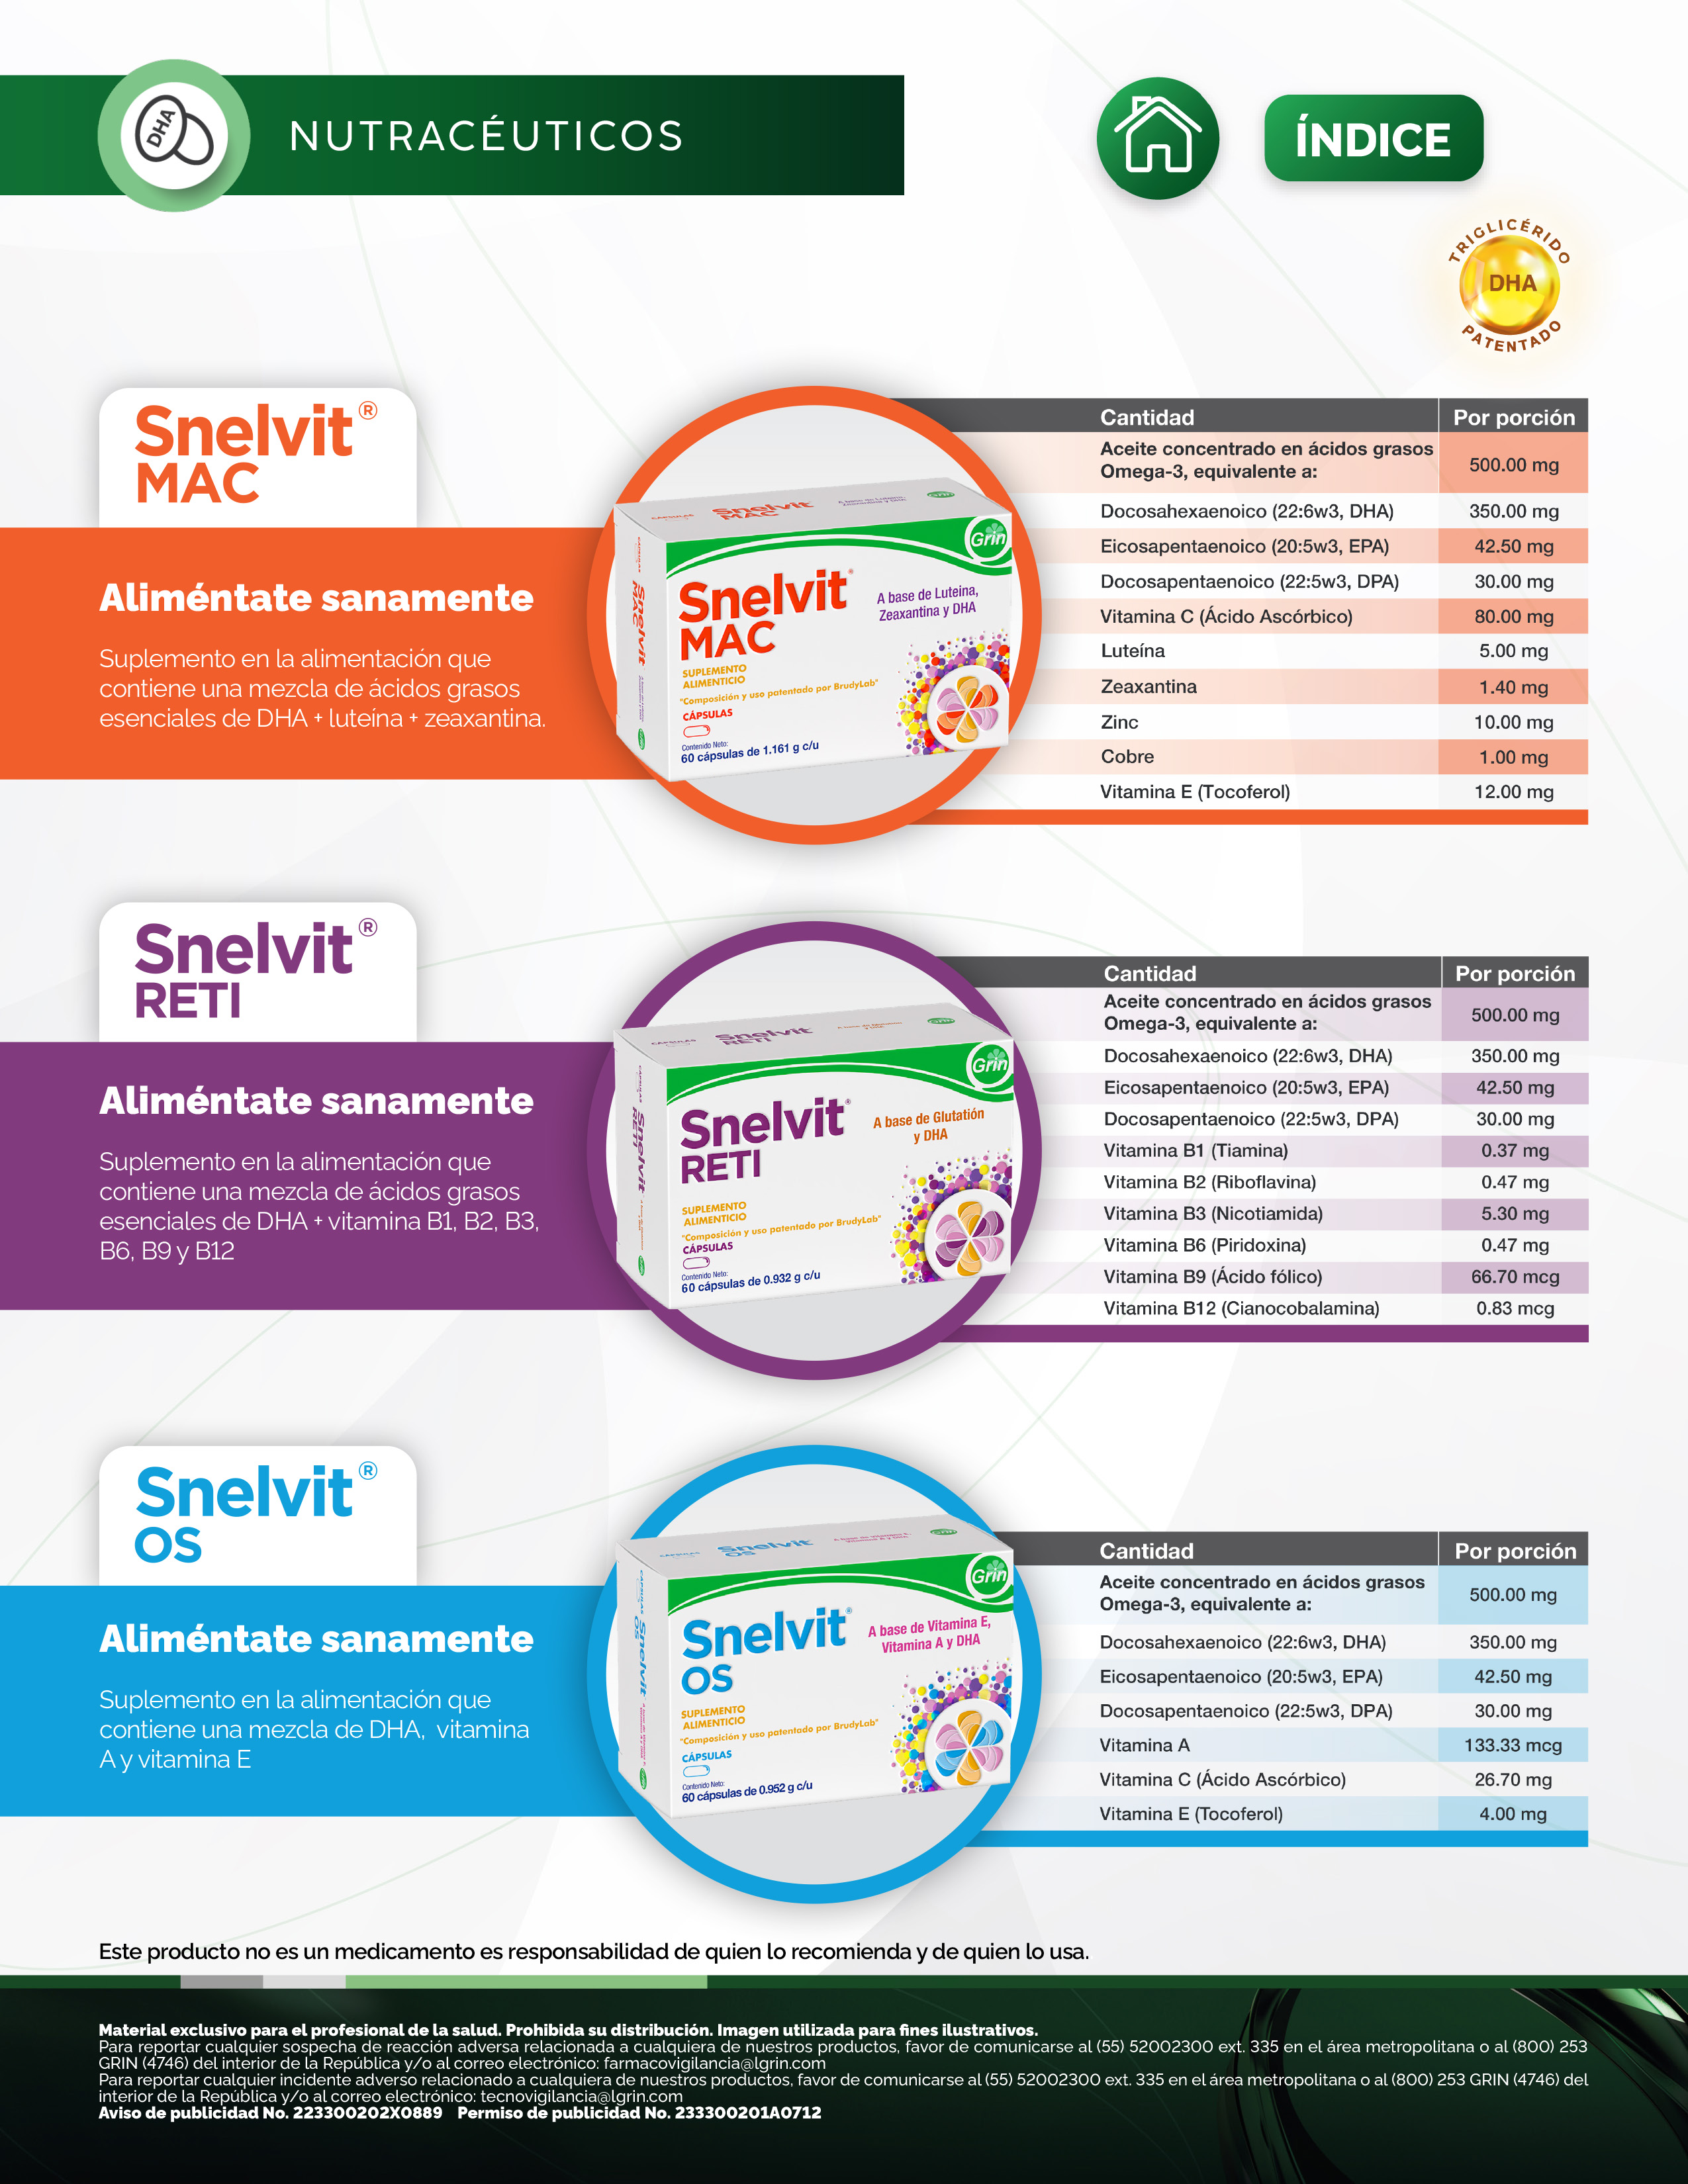 DHA
NUTRACÉUTICOS
ÍNDICE
TRIGLICÉRIDO
DHA
PATENTADO
Snelvit®
MAC
Aliméntate sanamente
Suplemento en la alimentación que
contiene una mezcla de ácidos grasos
esenciales de DHA + luteína + zeaxantina.
CÁPSULAS
Snelvit
MAC
Grin
Snelvit®
MAC
A base de Luteina,
Zeaxantina y DHA
SUPLEMENTO
ALIMENTICIO
"Composición y uso patentado por BrudyLab"
CÁPSULAS
Contenido Neto:
60 cápsulas de 1.161 g c/u
Cantidad Por porción
Aceite concentrado en ácidos grasos
Omega-3, equivalente a: 500.00 mg
Docosahexaenoico (22:6w3, DHA) 350.00 mg
Eicosapentaenoico (20:5w3, EPA) 42.50 mg
Docosapentaenoico (22:5w3, DPA) 30.00 mg
Vitamina C (Ácido Ascórbico) 80.00 mg
Luteína 5.00 mg
Zeaxantina 1.40 mg
Zinc 10.00 mg
Cobre 1.00 mg
Vitamina E (Tocoferol) 12.00 mg
Snelvit®
RETI
Aliméntate sanamente
Suplemento en la alimentación que
contiene una mezcla de ácidos grasos
esenciales de DHA + vitamina B1, B2, B3,
B6, B9 y B12
CÁPSULAS
Snelvit
RETI
Grin
Snelvit®
RETI
A base de Glutatión
y DHA
SUPLEMENTO
ALIMENTICIO
"Composición y uso patentado por BrudyLab"
CÁPSULAS
Contenido Neto:
60 cápsulas de 0.932 g c/u
Cantidad Por porción
Aceite concentrado en ácidos grasos
Omega-3, equivalente a: 500.00 mg
Docosahexaenoico (22:6w3, DHA) 350.00 mg
Eicosapentaenoico (20:5w3, EPA) 42.50 mg
Docosapentaenoico (22:5w3, DPA) 30.00 mg
Vitamina B1 (Tiamina) 0.37 mg
Vitamina B2 (Riboflavina) 0.47 mg
Vitamina B3 (Nicotiamida) 5.30 mg
Vitamina B6 (Piridoxina) 0.47 mg
Vitamina B9 (Ácido fólico) 66.70 mcg
Vitamina B12 (Cianocobalamina) 0.83 mcg
Snelvit®
OS
Aliméntate sanamente
Suplemento en la alimentación que
contiene una mezcla de DHA, vitamina
A y vitamina E
CÁPSULAS
Snelvit
OS
Grin
Snelvit®
OS
A base de Vitamina E,
Vitamina A y DHA
SUPLEMENTO
ALIMENTICIO
"Composición y uso patentado por BrudyLab"
CÁPSULAS
Contenido Neto:
60 cápsulas de 0.952 g c/u
Cantidad Por porción
Aceite concentrado en ácidos grasos
Omega-3, equivalente a: 500.00 mg
Docosahexaenoico (22:6w3, DHA) 350.00 mg
Eicosapentaenoico (20:5w3, EPA) 42.50 mg
Docosapentaenoico (22:5w3, DPA) 30.00 mg
Vitamina A 133.33 mcg
Vitamina C (Ácido Ascórbico) 26.70 mg
Vitamina E (Tocoferol) 4.00 mg
Este producto no es un medicamento es responsabilidad de quien lo recomienda y de quien lo usa.
Material exclusivo para el profesional de la salud. Prohibida su distribución. Imagen utilizada para fines ilustrativos.
Para reportar cualquier sospecha de reacción adversa relacionada a cualquiera de nuestros productos, favor de comunicarse al (55) 52002300 ext. 335 en el área metropolitana o al (800) 253
GRIN (4746) del interior de la República y/o al correo electrónico: farmacovigilancia@lgrin.com
Para reportar cualquier incidente adverso relacionado a cualquiera de nuestros productos, favor de comunicarse al (55) 52002300 ext. 335 en el área metropolitana o al (800) 253 GRIN (4746) del
interior de la República y/o al correo electrónico: tecnovigilancia@lgrin.com
Aviso de publicidad No. 223300202X0889 Permiso de publicidad No. 233300201A0712